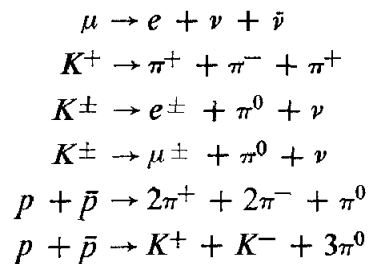 μ → e + ν + ν̄
K⁺ → π⁺ + π⁻ + π⁺
K± → e± + π⁰ + ν
K± → μ± + π⁰ + ν
p + p̄ → 2π⁺ + 2π⁻ + π⁰
p + p̄ → K⁺ + K⁻ + 3π⁰